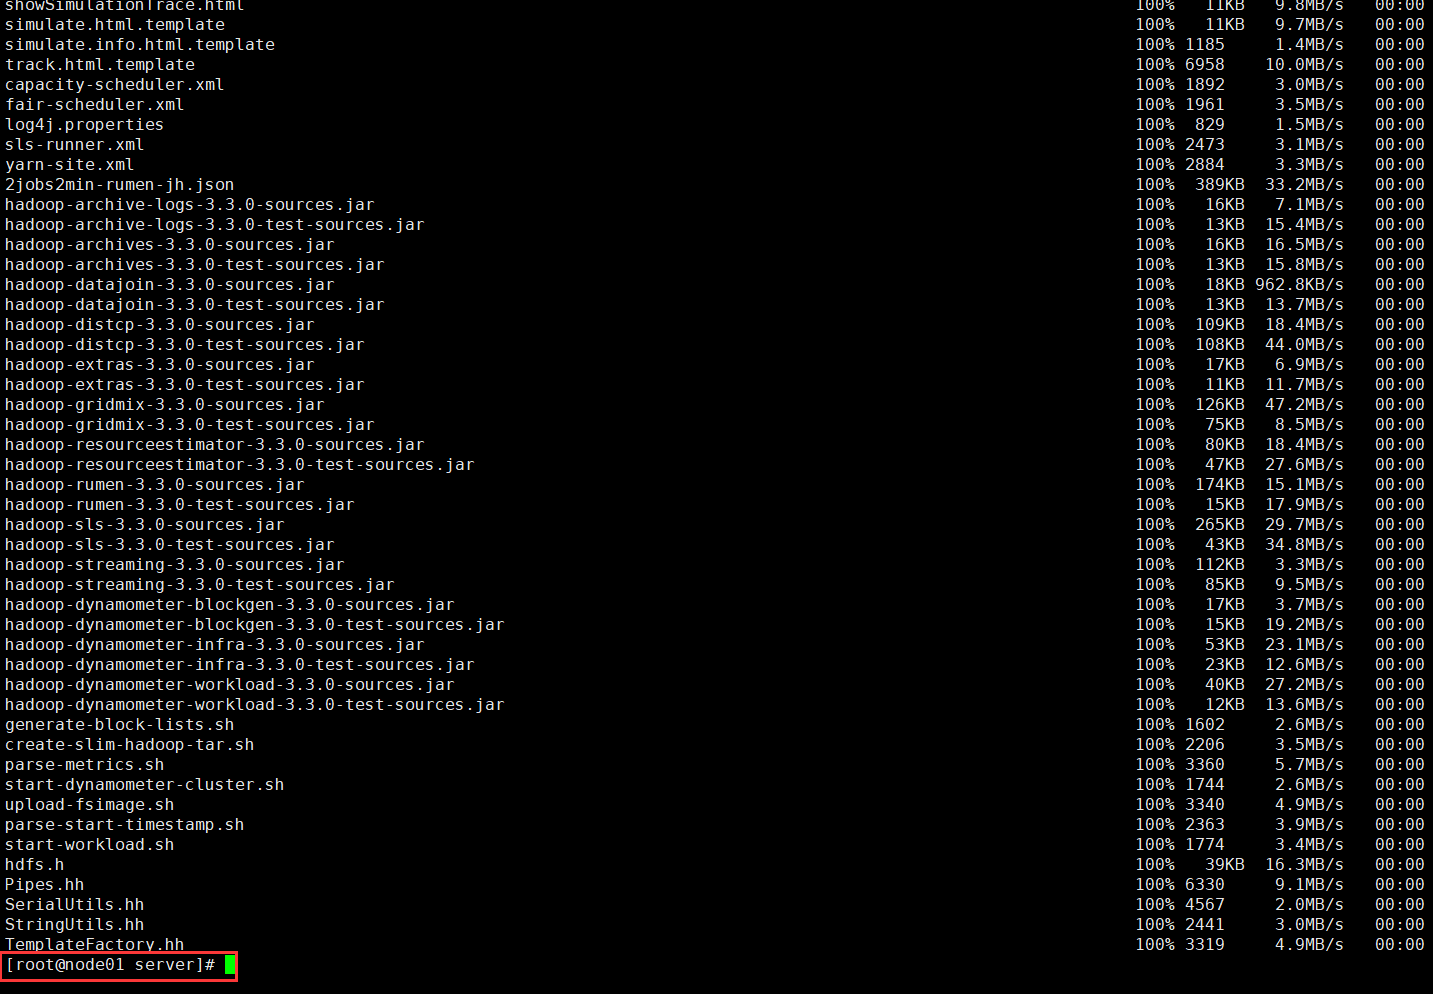 showSimulationTrace.html 100% 11KB 9.8MB/s 00:00
simulate.html.template 100% 11KB 9.7MB/s 00:00
simulate.info.html.template 100% 1185 1.4MB/s 00:00
track.html.template 100% 6958 10.0MB/s 00:00
capacity-scheduler.xml 100% 1892 3.0MB/s 00:00
fair-scheduler.xml 100% 1961 3.5MB/s 00:00
log4j.properties 100% 829 1.5MB/s 00:00
sls-runner.xml 100% 2473 3.1MB/s 00:00
yarn-site.xml 100% 2884 3.3MB/s 00:00
2jobs2min-rumen-jh.json 100% 389KB 33.2MB/s 00:00
hadoop-archive-logs-3.3.0-sources.jar 100% 16KB 7.1MB/s 00:00
hadoop-archive-logs-3.3.0-test-sources.jar 100% 13KB 15.4MB/s 00:00
hadoop-archives-3.3.0-sources.jar 100% 16KB 16.5MB/s 00:00
hadoop-archives-3.3.0-test-sources.jar 100% 13KB 15.8MB/s 00:00
hadoop-datajoin-3.3.0-sources.jar 100% 18KB 962.8KB/s 00:00
hadoop-datajoin-3.3.0-test-sources.jar 100% 13KB 13.7MB/s 00:00
hadoop-distcp-3.3.0-sources.jar 100% 109KB 18.4MB/s 00:00
hadoop-distcp-3.3.0-test-sources.jar 100% 108KB 44.0MB/s 00:00
hadoop-extras-3.3.0-sources.jar 100% 17KB 6.9MB/s 00:00
hadoop-extras-3.3.0-test-sources.jar 100% 11KB 11.7MB/s 00:00
hadoop-gridmix-3.3.0-sources.jar 100% 126KB 47.2MB/s 00:00
hadoop-gridmix-3.3.0-test-sources.jar 100% 75KB 8.5MB/s 00:00
hadoop-resourceestimator-3.3.0-sources.jar 100% 80KB 18.4MB/s 00:00
hadoop-resourceestimator-3.3.0-test-sources.jar 100% 47KB 27.6MB/s 00:00
hadoop-rumen-3.3.0-sources.jar 100% 174KB 15.1MB/s 00:00
hadoop-rumen-3.3.0-test-sources.jar 100% 15KB 17.9MB/s 00:00
hadoop-sls-3.3.0-sources.jar 100% 265KB 29.7MB/s 00:00
hadoop-sls-3.3.0-test-sources.jar 100% 43KB 34.8MB/s 00:00
hadoop-streaming-3.3.0-sources.jar 100% 112KB 3.3MB/s 00:00
hadoop-streaming-3.3.0-test-sources.jar 100% 85KB 9.5MB/s 00:00
hadoop-dynamometer-blockgen-3.3.0-sources.jar 100% 17KB 3.7MB/s 00:00
hadoop-dynamometer-blockgen-3.3.0-test-sources.jar 100% 15KB 19.2MB/s 00:00
hadoop-dynamometer-infra-3.3.0-sources.jar 100% 53KB 23.1MB/s 00:00
hadoop-dynamometer-infra-3.3.0-test-sources.jar 100% 23KB 12.6MB/s 00:00
hadoop-dynamometer-workload-3.3.0-sources.jar 100% 40KB 27.2MB/s 00:00
hadoop-dynamometer-workload-3.3.0-test-sources.jar 100% 12KB 13.6MB/s 00:00
generate-block-lists.sh 100% 1602 2.6MB/s 00:00
create-slim-hadoop-tar.sh 100% 2206 3.5MB/s 00:00
parse-metrics.sh 100% 3360 5.7MB/s 00:00
start-dynamometer-cluster.sh 100% 1744 2.6MB/s 00:00
upload-fsimage.sh 100% 3340 4.9MB/s 00:00
parse-start-timestamp.sh 100% 2363 3.9MB/s 00:00
start-workload.sh 100% 1774 3.4MB/s 00:00
hdfs.h 100% 39KB 16.3MB/s 00:00
Pipes.hh 100% 6330 9.1MB/s 00:00
SerialUtils.hh 100% 4567 2.0MB/s 00:00
StringUtils.hh 100% 2441 3.0MB/s 00:00
TemplateFactory.hh 100% 3319 4.9MB/s 00:00
[root@node01 server]#